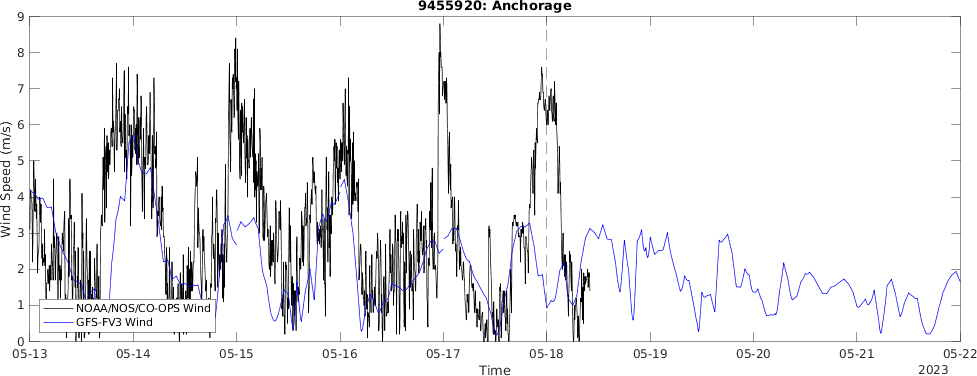 9455920: Anchorage
9
8
7
6
5
4
3
2
1
0
Wind Speed (m/s)
NOAA/NOS/CO-OPS Wind
GFS-FV3 Wind
05-13 05-14 05-15 05-16 05-17 05-18 05-19 05-20 05-21 05-22
Time
2023